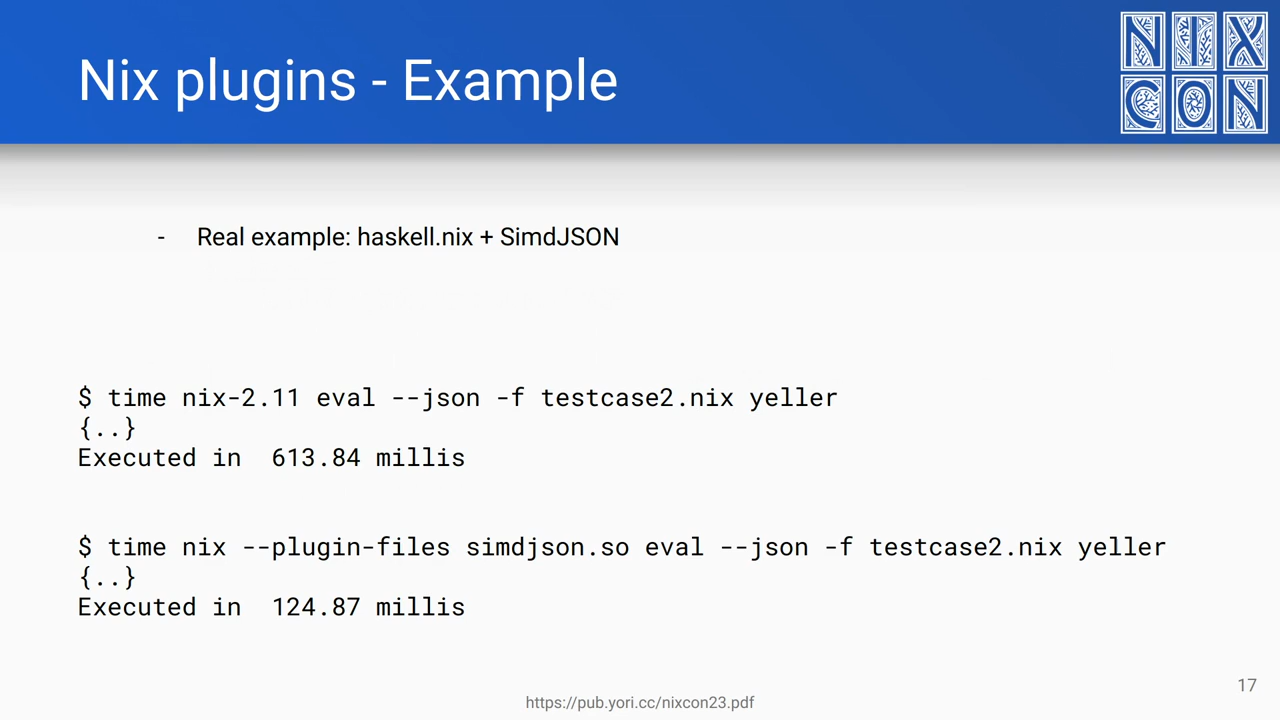 Nix plugins - Example
NIX
CON
- Real example: haskell.nix + SimdJSON
$ time nix-2.11 eval --json -f testcase2.nix yeller
{..}
Executed in  613.84 millis
$ time nix --plugin-files simdjson.so eval --json -f testcase2.nix yeller
{..}
Executed in  124.87 millis
17
https://pub.yori.cc/nixcon23.pdf